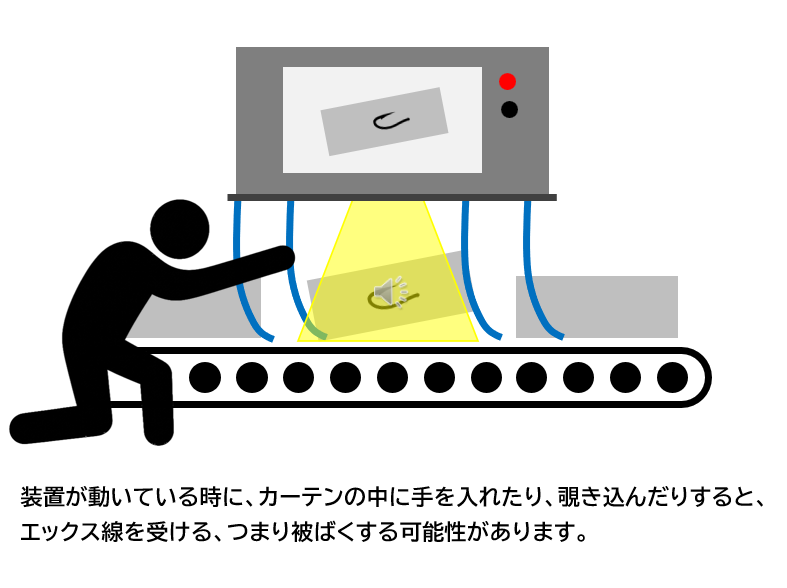 装置が動いている時に、カーテンの中に手を入れたり、覗き込んだりすると、
エックス線を受ける、つまり被ばくする可能性があります。